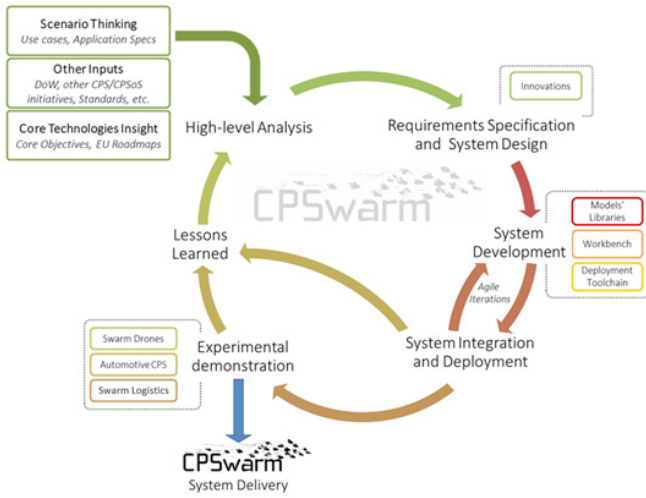 Scenario Thinking
Use cases, Application Specs
Other Inputs
DoW, other CPS/CPSoS
initiatives, Standards, etc.
Core Technologies Insight
Core Objectives, EU Roadmaps
High-level Analysis
Innovations
Requirements Specification
and System Design
CPSwarm
Models'
Libraries
Workbench
Deployment
Toolchain
System
Development
Lessons
Learned
Agile
Iterations
System Integration
and Deployment
Swarm Drones
Automotive CPS
Swarm Logistics
Experimental
demonstration
CPSwarm
System Delivery